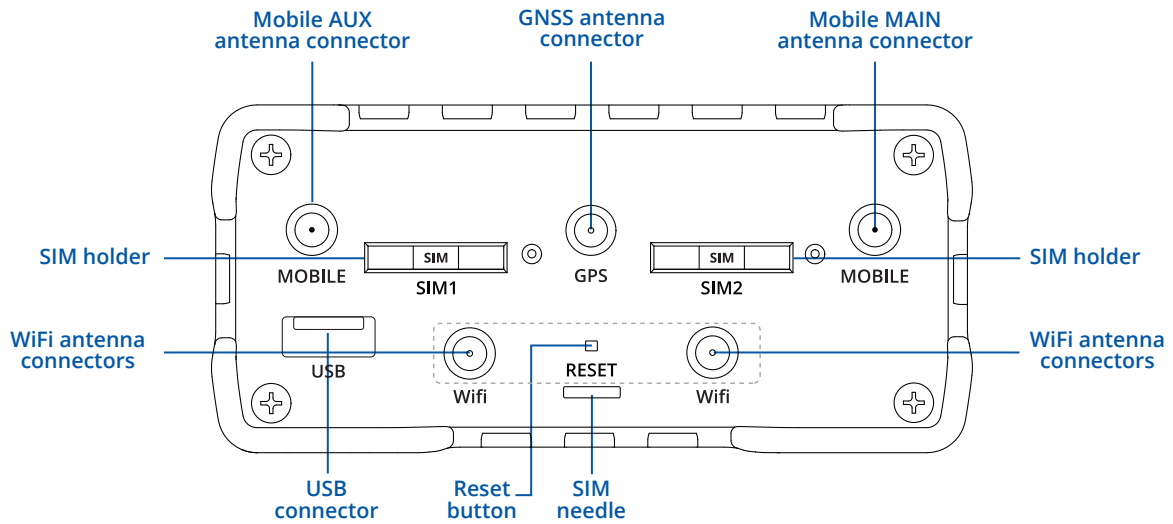 Mobile AUX
antenna connector
GNSS antenna
connector
Mobile MAIN
antenna connector
SIM holder
MOBILE
SIM
SIM1
GPS
SIM
SIM2
MOBILE
SIM holder
WiFi antenna
connectors
USB
Wifi
RESET
Wifi
WiFi antenna
connectors
USB
connector
Reset
button
SIM
needle